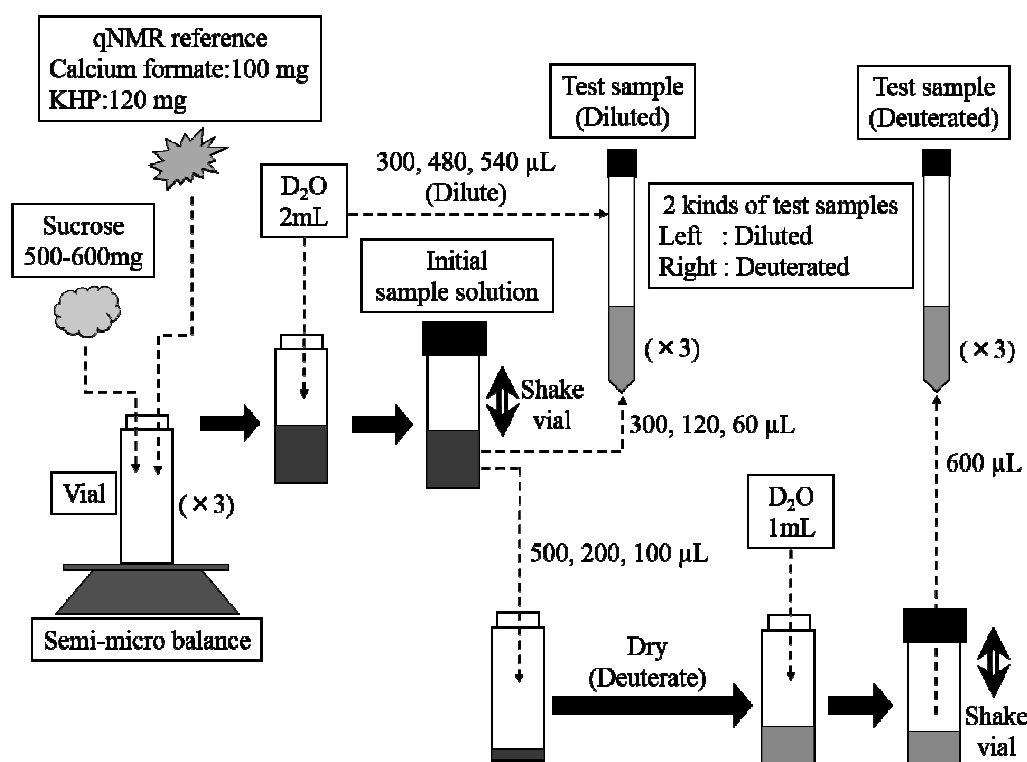 qNMR reference
Calcium formate:100 mg
KHP:120 mg
Sucrose
500-600mg
D₂O
2mL
300, 480, 540 μL
(Dilute)
Initial
sample solution
Test sample
(Diluted)
Test sample
(Deuterated)
2 kinds of test samples
Left : Diluted
Right : Deuterated
(×3)
(×3)
Shake
vial
300, 120, 60 μL
600 μL
Vial
(×3)
Semi-micro balance
500, 200, 100 μL
D₂O
1mL
Dry
(Deuterate)
Shake
vial